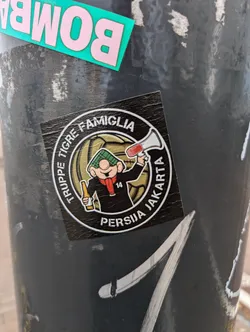 BOMBA
TRUPPE TIGRE FAMIGLIA
14
PERSIJA JAKARTA